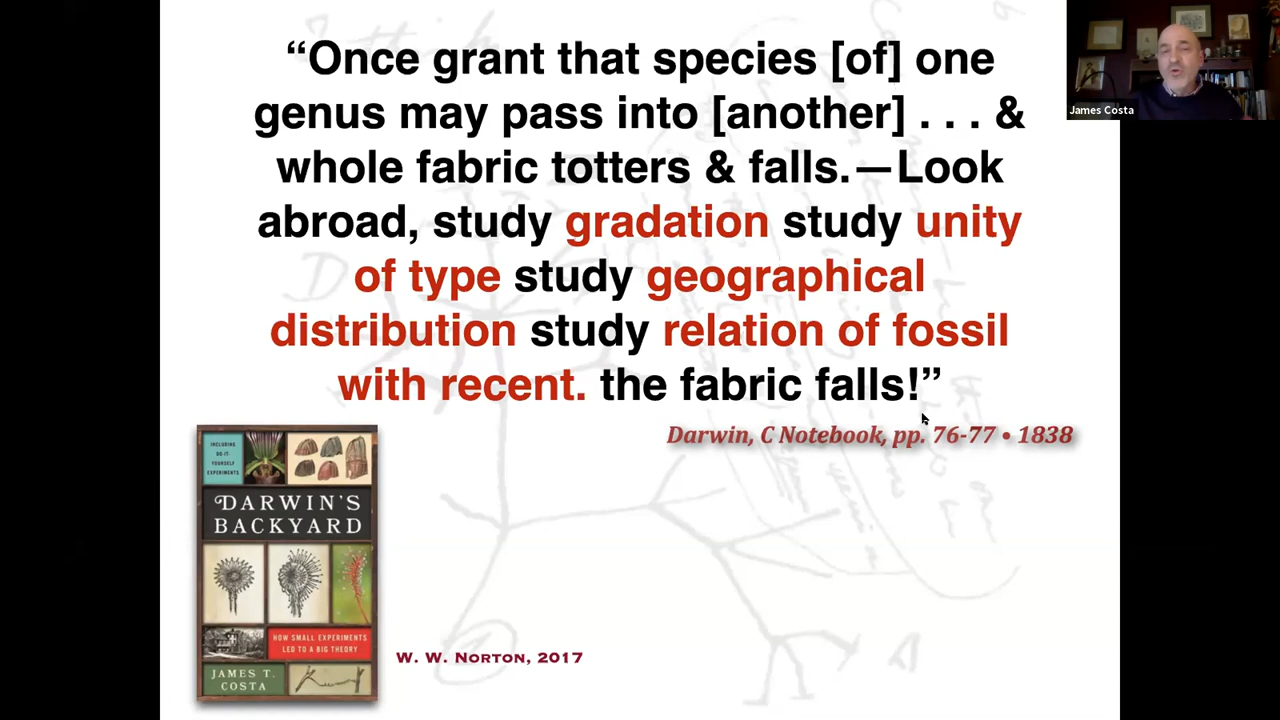 “Once grant that species [of] one
genus may pass into [another] . . . &
whole fabric totters & falls.—Look
abroad, study gradation study unity
of type study geographical
distribution study relation of fossil
with recent. the fabric falls!”
Darwin, C Notebook, pp. 76-77 • 1838
James Costa
INCLUDING
DO-IT-
YOURSELF
EXPERIMENTS
DARWIN'S
BACKYARD
HOW SMALL EXPERIMENTS
LED TO A BIG THEORY
JAMES T.
COSTA
W. W. NORTON, 2017